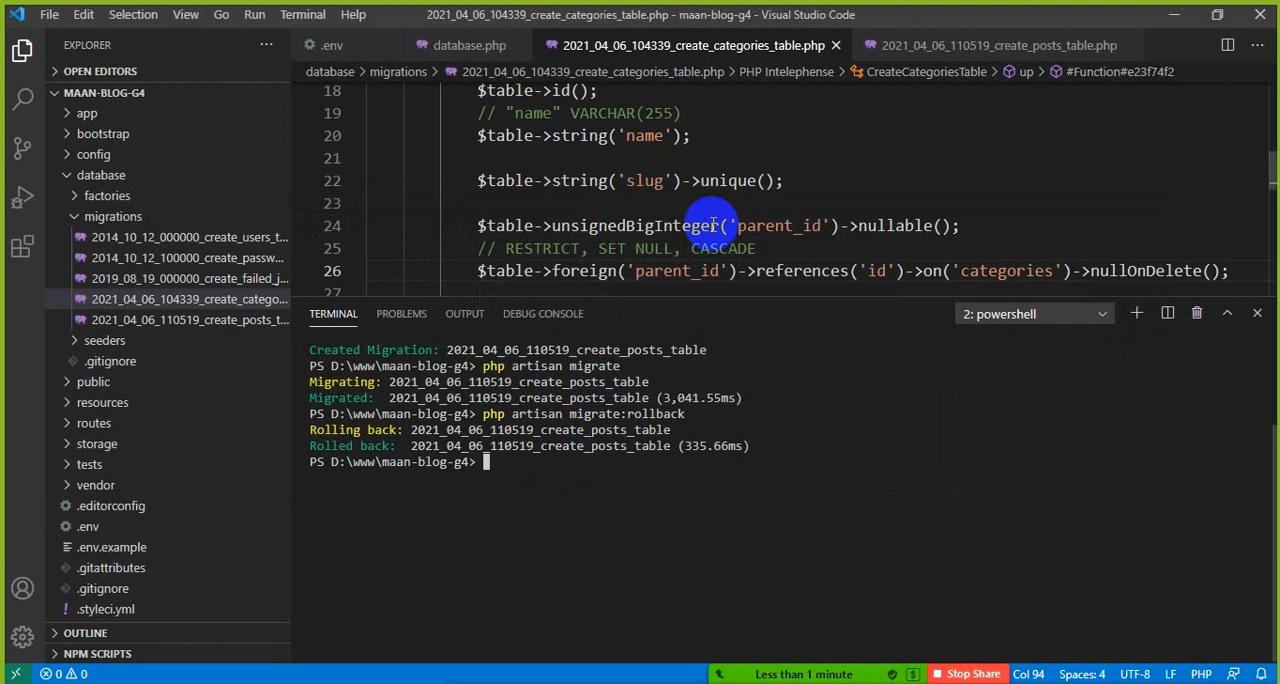 File Edit Selection View Go Run Terminal Help
2021_04_06_104339_create_categories_table.php - maan-blog-g4 - Visual Studio Code
EXPLORER
.env
database.php
2021_04_06_104339_create_categories_table.php
2021_04_06_110519_create_posts_table.php
database > migrations > 2021_04_06_104339_create_categories_table.php > PHP Intelephense > CreateCategoriesTable > up > #Function#e23f74f2
OPEN EDITORS
MAAN-BLOG-G4
app
bootstrap
config
database
factories
migrations
2014_10_12_000000_create_users_t...
2014_10_12_100000_create_passw...
2019_08_19_000000_create_failed_j...
2021_04_06_104339_create_catego...
2021_04_06_110519_create_posts_t...
seeders
.gitignore
public
resources
routes
storage
tests
vendor
.editorconfig
.env
.env.example
.gitattributes
.gitignore
.styleci.yml
OUTLINE
NPM SCRIPTS
18 $table->id();
19 // "name" VARCHAR(255)
20 $table->string('name');
21
22 $table->string('slug')->unique();
23
24 $table->unsignedBigInteger('parent_id')->nullable();
25 // RESTRICT, SET NULL, CASCADE
26 $table->foreign('parent_id')->references('id')->on('categories')->nullOnDelete();
27
TERMINAL PROBLEMS OUTPUT DEBUG CONSOLE
2: powershell
Created Migration: 2021_04_06_110519_create_posts_table
PS D:\www\maan-blog-g4> php artisan migrate
Migrating: 2021_04_06_110519_create_posts_table
Migrated: 2021_04_06_110519_create_posts_table (3,041.55ms)
PS D:\www\maan-blog-g4> php artisan migrate:rollback
Rolling back: 2021_04_06_110519_create_posts_table
Rolled back: 2021_04_06_110519_create_posts_table (335.66ms)
PS D:\www\maan-blog-g4>
0 0
Less than 1 minute
$
Stop Share
Col 94 Spaces: 4 UTF-8 LF PHP